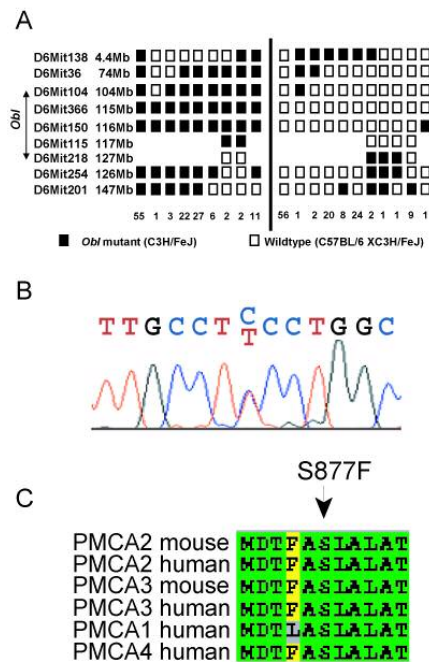 A
D6Mit138 4.4Mb
D6Mit36 74Mb
D6Mit104 104Mb
D6Mit366 115Mb
D6Mit150 116Mb
D6Mit115 117Mb
D6Mit218 127Mb
D6Mit254 126Mb
D6Mit201 147Mb
Obl
55 1 3 22 27 6 2 2 11 56 1 2 20 8 24 2 1 1 9 1
Obl mutant (C3H/FeJ) Wildtype (C57BL/6 XC3H/FeJ)
B
C
T T G C C T T C C T G G C
S877F
C
PMCA2 mouse MDTFASLALAT
PMCA2 human MDTFASLALAT
PMCA3 mouse MDTFASLALAT
PMCA3 human MDTFASLALAT
PMCA1 human MDTLASLALAT
PMCA4 human MDTFASLALAT